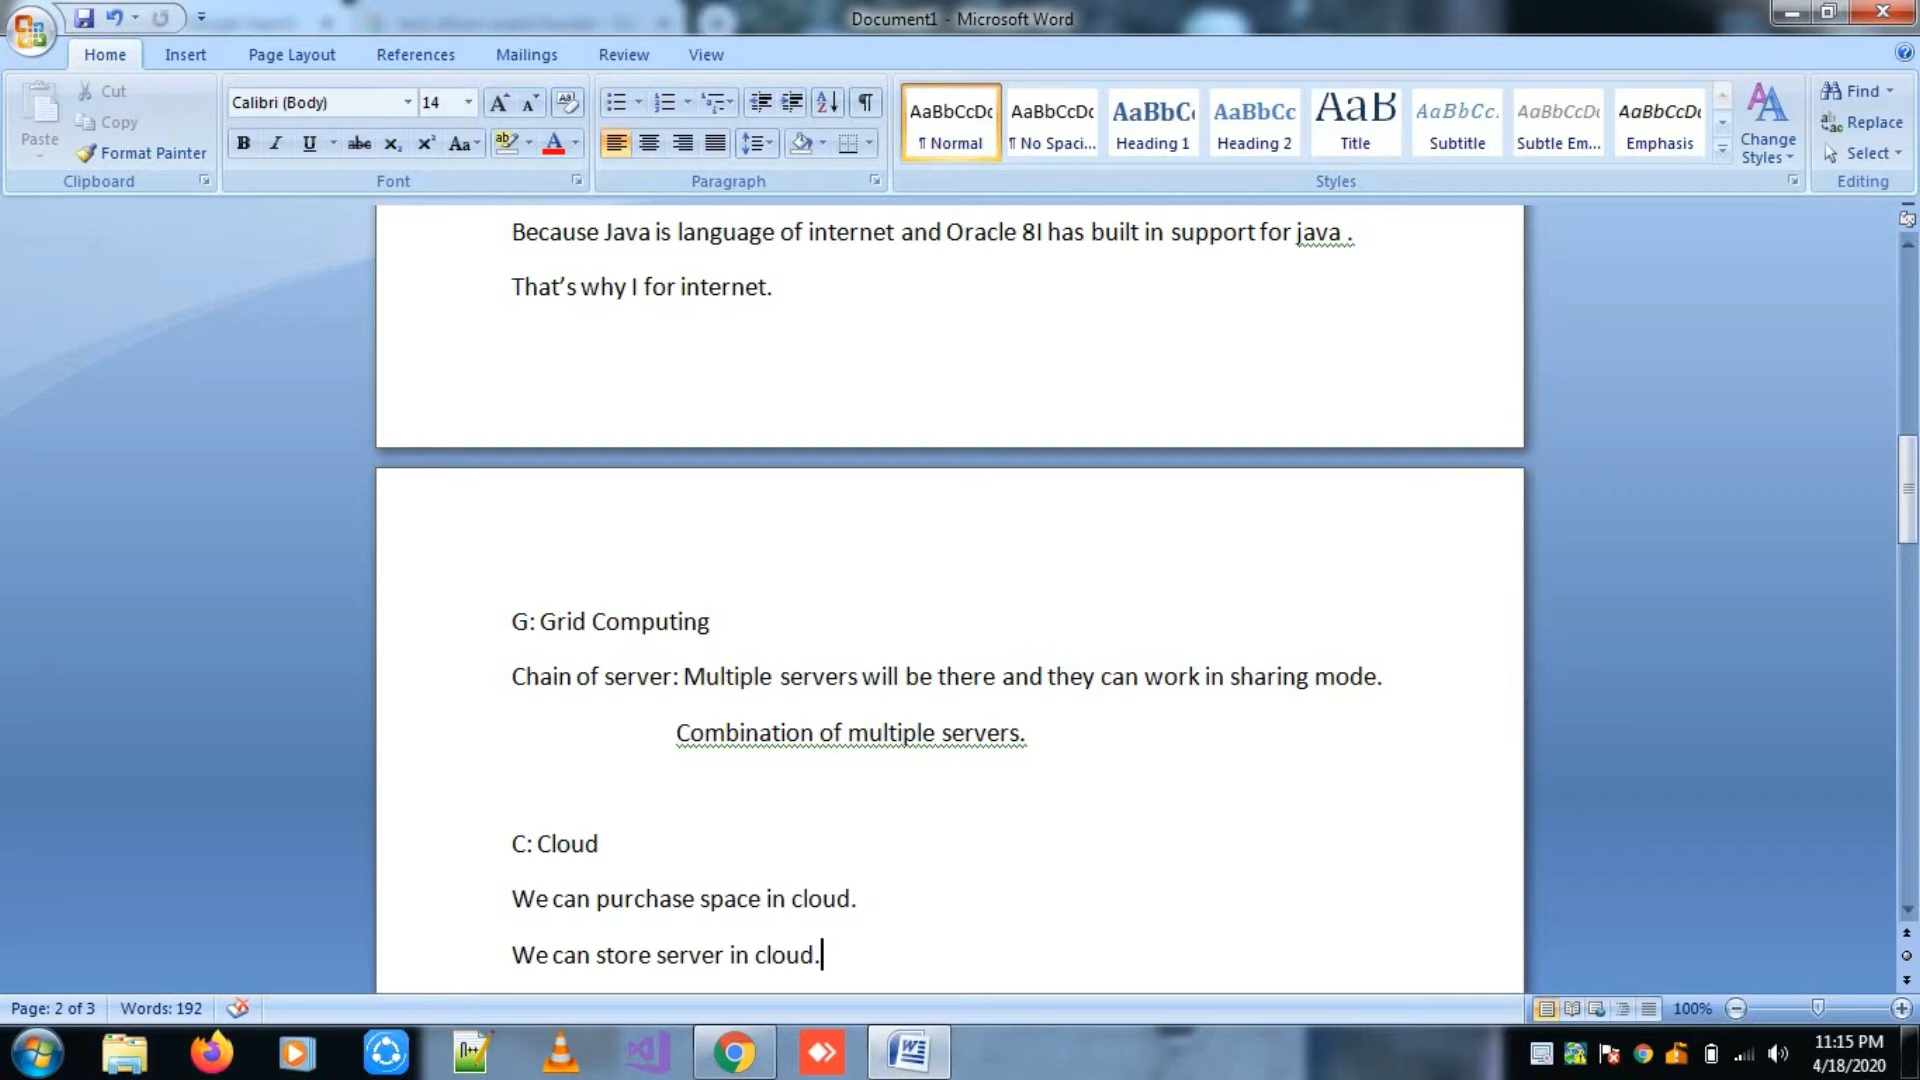 Document1 - Microsoft Word
Home Insert Page Layout References Mailings Review View
Paste
Cut
Copy
Format Painter
Clipboard
Calibri (Body) 14
Font
Paragraph
AaBbCcDc AaBbCcDc AaBbC AaBbCc AaB AaBbCc. AaBbCcDc AaBbCcDc
¶ Normal ¶ No Spaci... Heading 1 Heading 2 Title Subtitle Subtle Em... Emphasis
Change Styles
Styles
Find
Replace
Select
Editing
Because Java is language of internet and Oracle 8I has built in support for java .
That’s why I for internet.
G: Grid Computing
Chain of server: Multiple servers will be there and they can work in sharing mode.
Combination of multiple servers.
C: Cloud
We can purchase space in cloud.
We can store server in cloud.
Page: 2 of 3 Words: 192 100%
11:15 PM
4/18/2020